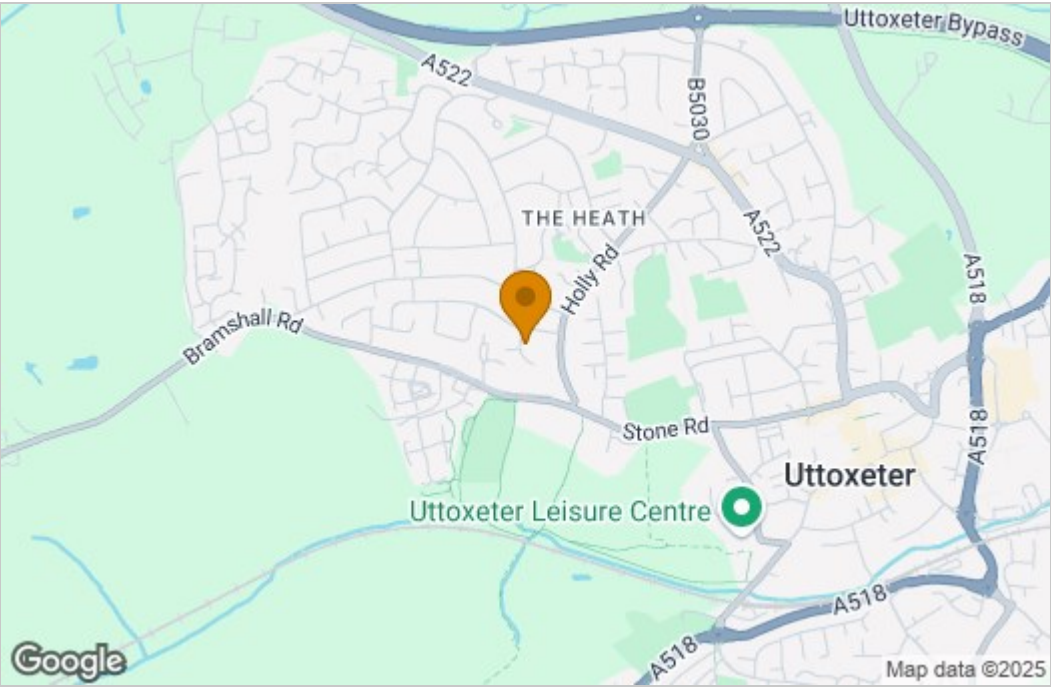 Uttoxeter Bypass
A522
B5030
THE HEATH
A522
Holly Rd
A518
Bramshall Rd
Stone Rd
A518
Uttoxeter
Uttoxeter Leisure Centre
A518
A518
Google
Map data ©2025